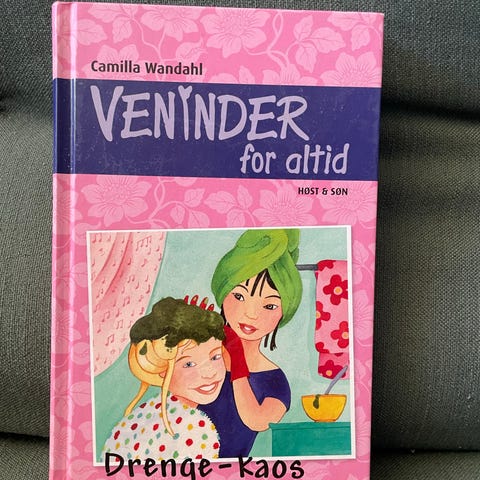 Camilla Wandahl
VENINDER
for altid
HØST & SØN
Drenge-Kaos